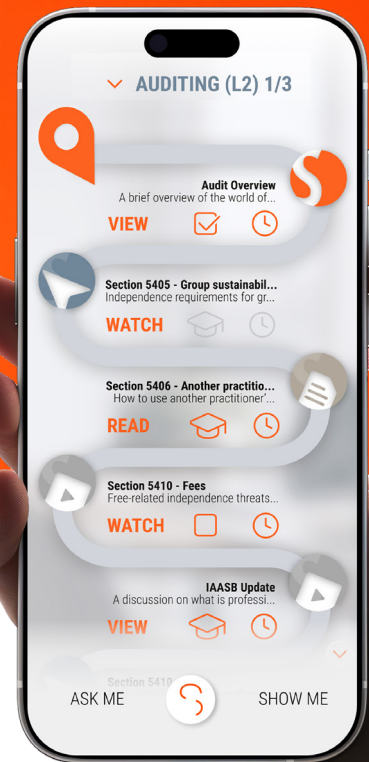 AUDITING (L2) 1/3
Audit Overview
A brief overview of the world of...
VIEW
Section 5405 - Group sustainabil...
Independence requirements for gr...
WATCH
Section 5406 - Another practitio...
How to use another practitioner'...
READ
Section 5410 - Fees
Free-related independence threats...
WATCH
IAASB Update
A discussion on what is professi...
VIEW
Section 5410
ASK ME
SHOW ME